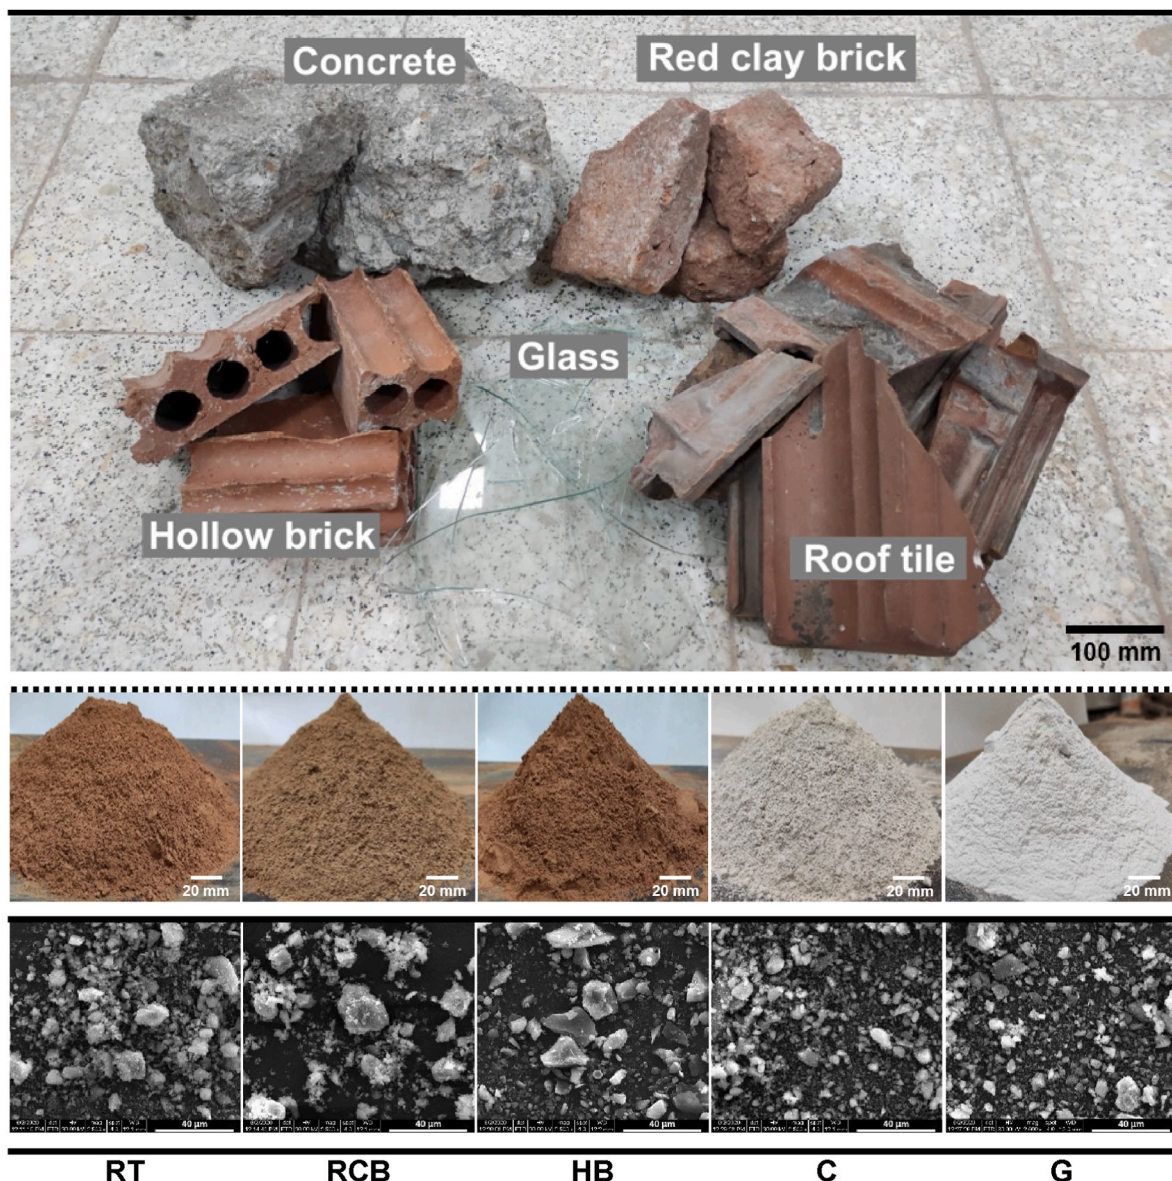 Concrete
Red clay brick
Glass
Hollow brick
Roof tile
100 mm
20 mm 20 mm 20 mm 20 mm 20 mm
40 µm 40 µm 40 µm 40 µm 40 µm
RT RCB HB C G